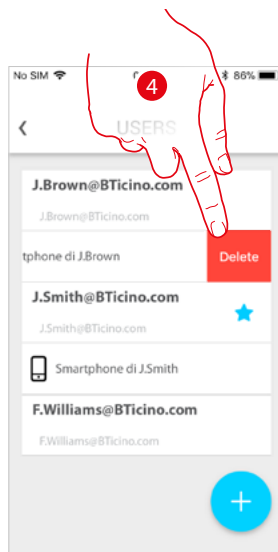 No SIM 86%
4
USERS
J.Brown@BTicino.com
J.Brown@BTicino.com
tphone di J.Brown
Delete
J.Smith@BTicino.com
J.Smith@BTicino.com
Smartphone di J.Smith
F.Williams@BTicino.com
F.Williams@BTicino.com
+